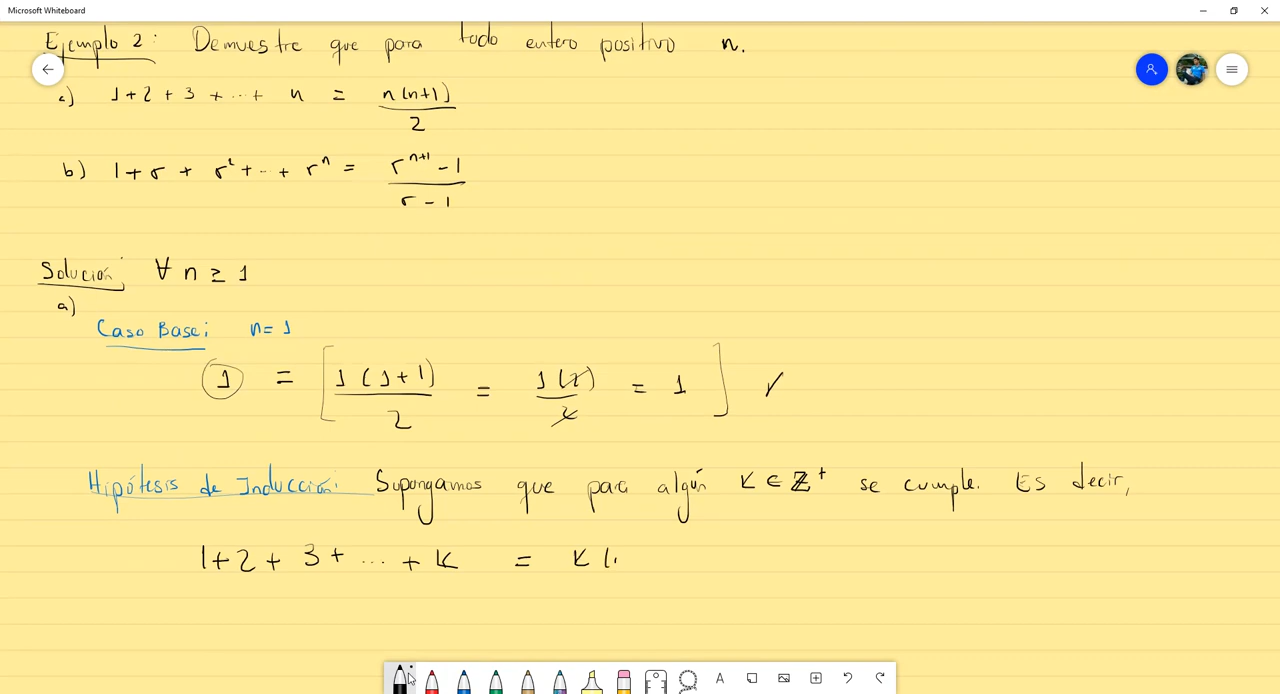 Microsoft Whiteboard
Ejemplo 2: Demuestre que para todo entero positivo n.
a) 1+2+3+...+ n = n(n+1)/2
b) 1+r+r²+...+r^n = (r^(n+1) - 1)/(r-1)
Solución: ∀ n ≥ 1
a)
Caso Base: n=1
1 = [1(1+1)/2 = 1(2)/2 = 1] ✓
Hipótesis de Inducción: Supongamos que para algún K ∈ Z⁺ se cumple. Es decir,
1+2+3+...+K = K(